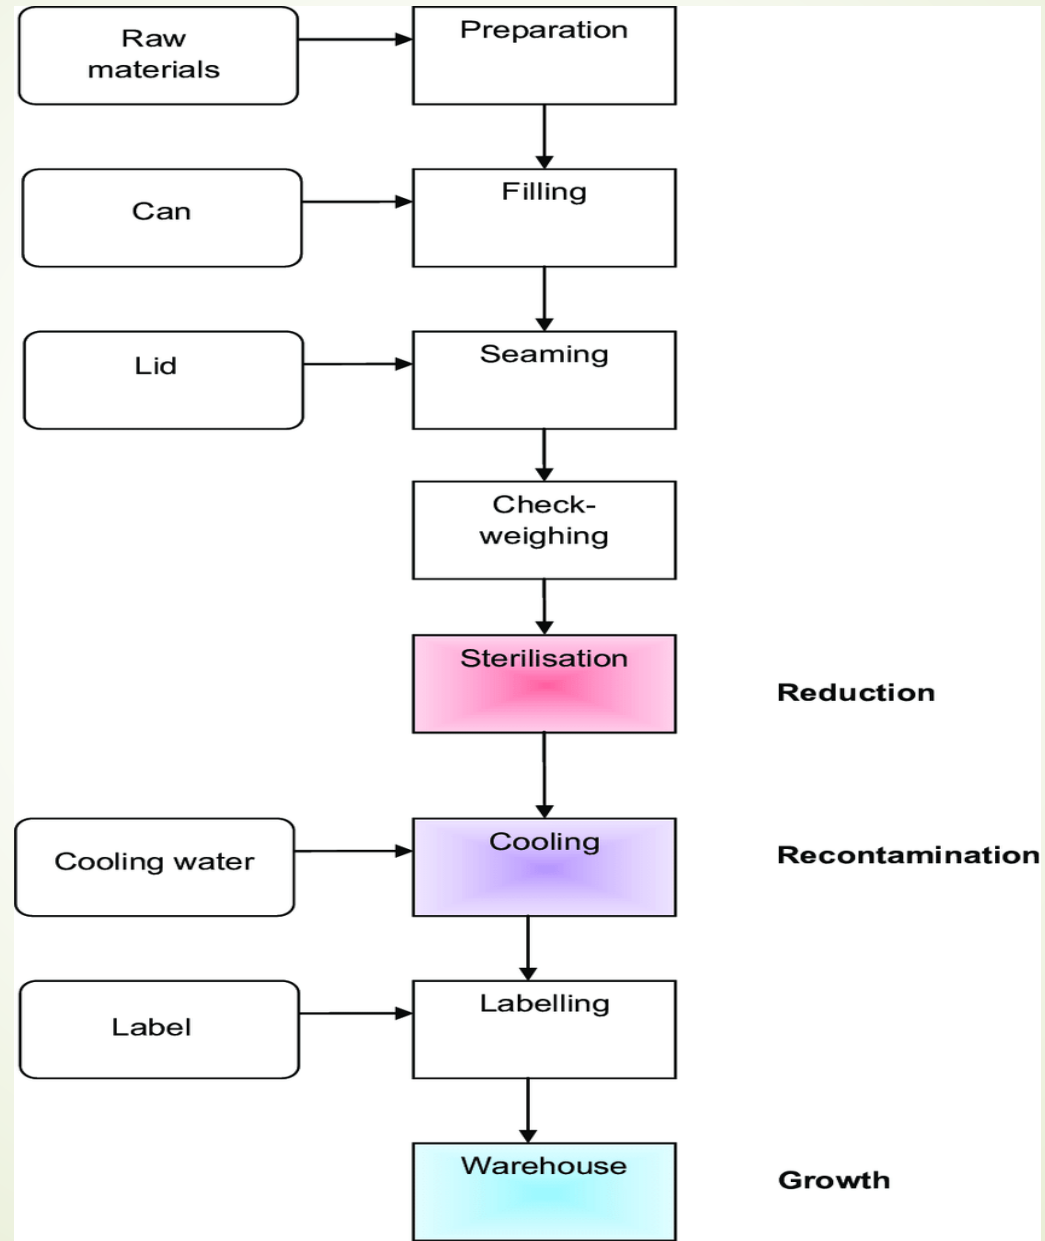 Raw
materials
Preparation
Can
Filling
Lid
Seaming
Check-
weighing
Sterilisation
Reduction
Cooling water
Cooling
Recontamination
Label
Labelling
Warehouse
Growth